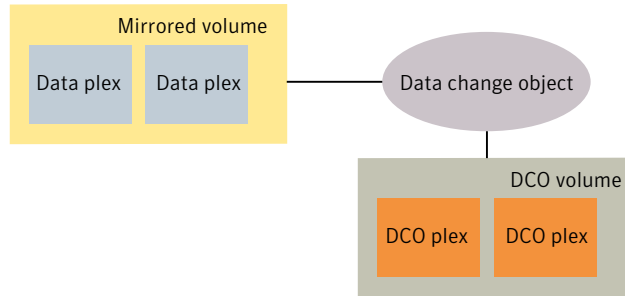 Mirrored volume
Data plex
Data plex
Data change object
DCO volume
DCO plex
DCO plex